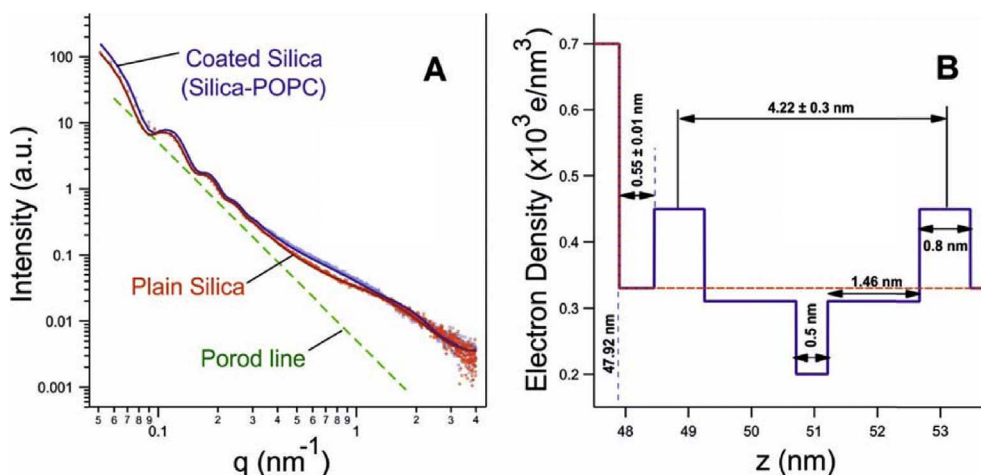 A
Coated Silica
(Silica-POPC)
Plain Silica
Porod line
Intensity (a.u.)
100
10
1
0.1
0.01
0.001
5 6 7 8 9 0.1 2 3 4 5 6 7 8 9 1 2 3 4
q (nm-1)
B
Electron Density (x10³ e/nm³)
0.7
0.6
0.5
0.4
0.3
0.2
4.22 ± 0.3 nm
0.55 ± 0.01 nm
0.8 nm
1.46 nm
0.5 nm
47.92 nm
48 49 50 51 52 53
z (nm)